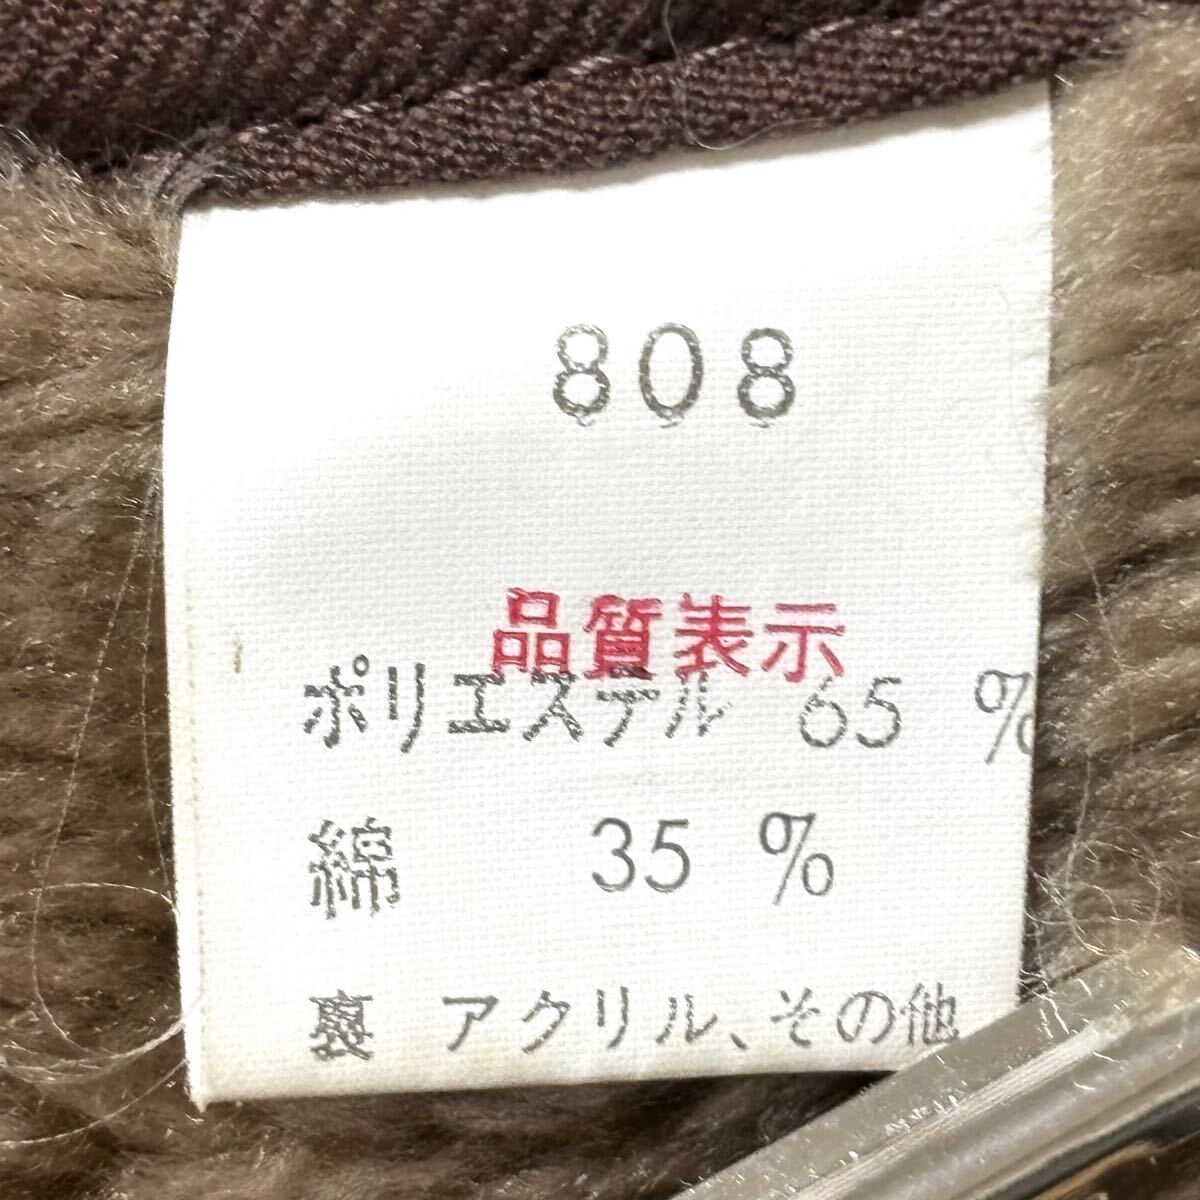 808
品質表示
ポリエステル 65 %
綿 35 %
裏 アクリル、その他